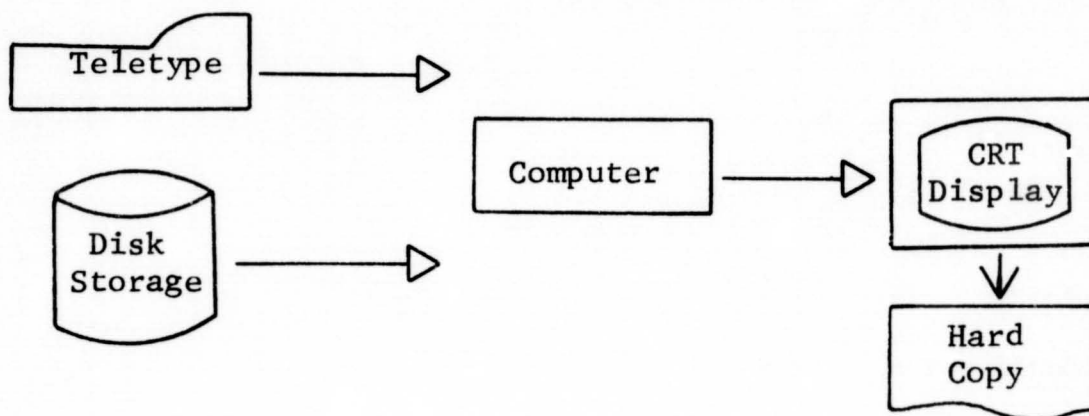 Teletype
Disk
Storage
Computer
CRT
Display
Hard
Copy